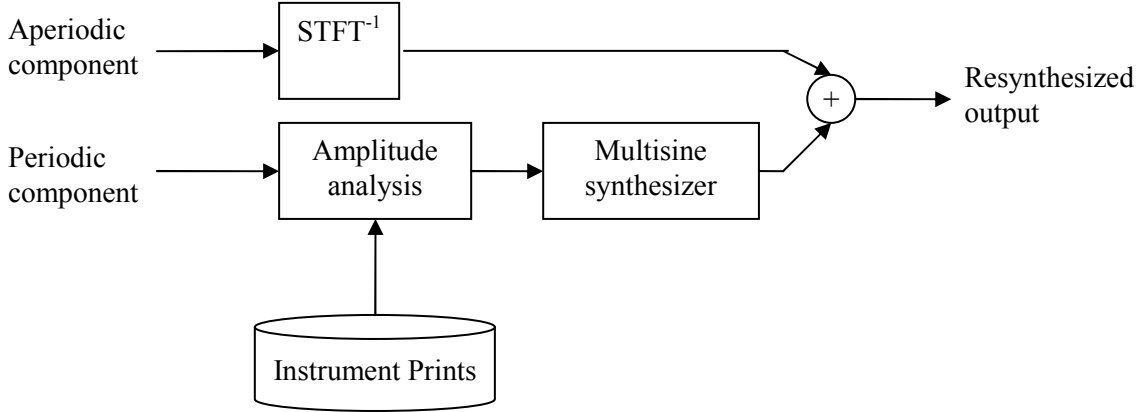 Aperiodic
component
STFT⁻¹
+
Resynthesized
output
Periodic
component
Amplitude
analysis
Multisine
synthesizer
Instrument Prints